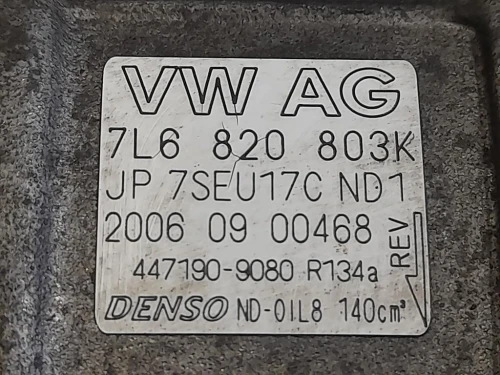 VW AG
7L6 820 803K
JP 7SEU17C ND1
2006 09 00468
REV
447190-9080 R134a
DENSO ND-OIL8 140cm³